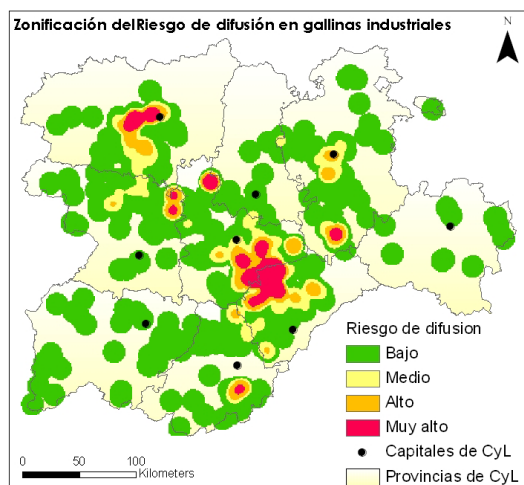 Zonificación delRiesgo de difusión en gallinas industriales
N
Riesgo de difusion
Bajo
Medio
Alto
Muy alto
Capitales de CyL
Provincias de CyL
0 50 100
Kilometers